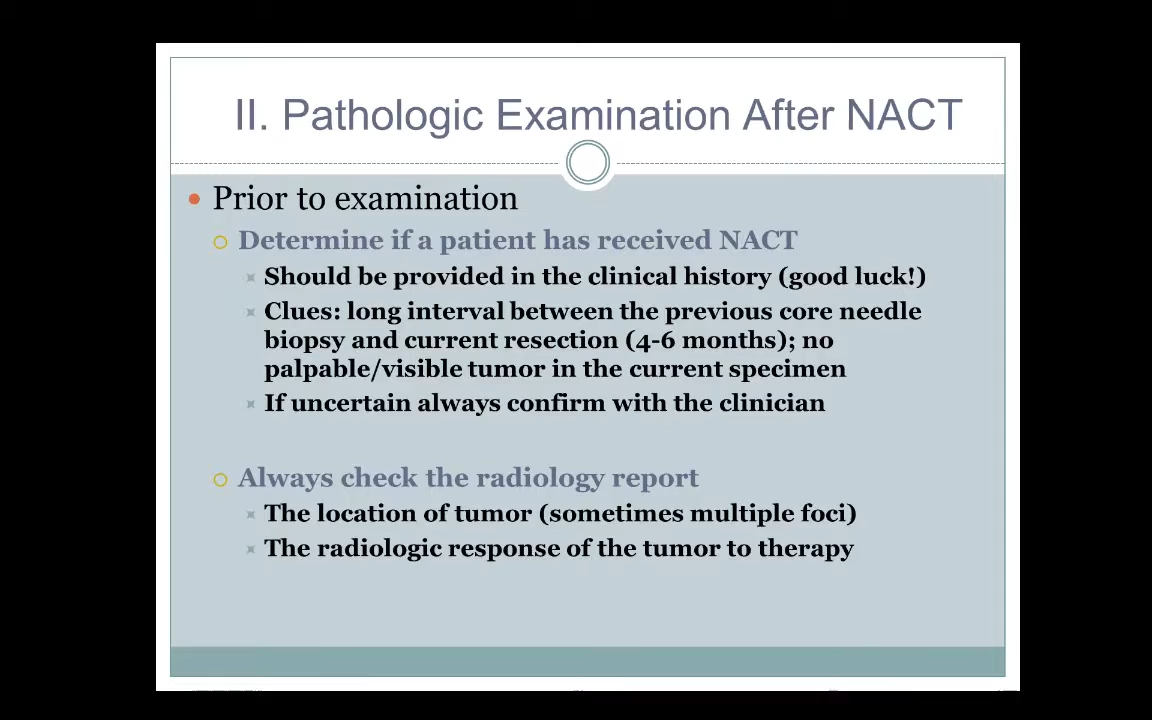 II. Pathologic Examination After NACT
Prior to examination
Determine if a patient has received NACT
Should be provided in the clinical history (good luck!)
Clues: long interval between the previous core needle
biopsy and current resection (4-6 months); no
palpable/visible tumor in the current specimen
If uncertain always confirm with the clinician
Always check the radiology report
The location of tumor (sometimes multiple foci)
The radiologic response of the tumor to therapy